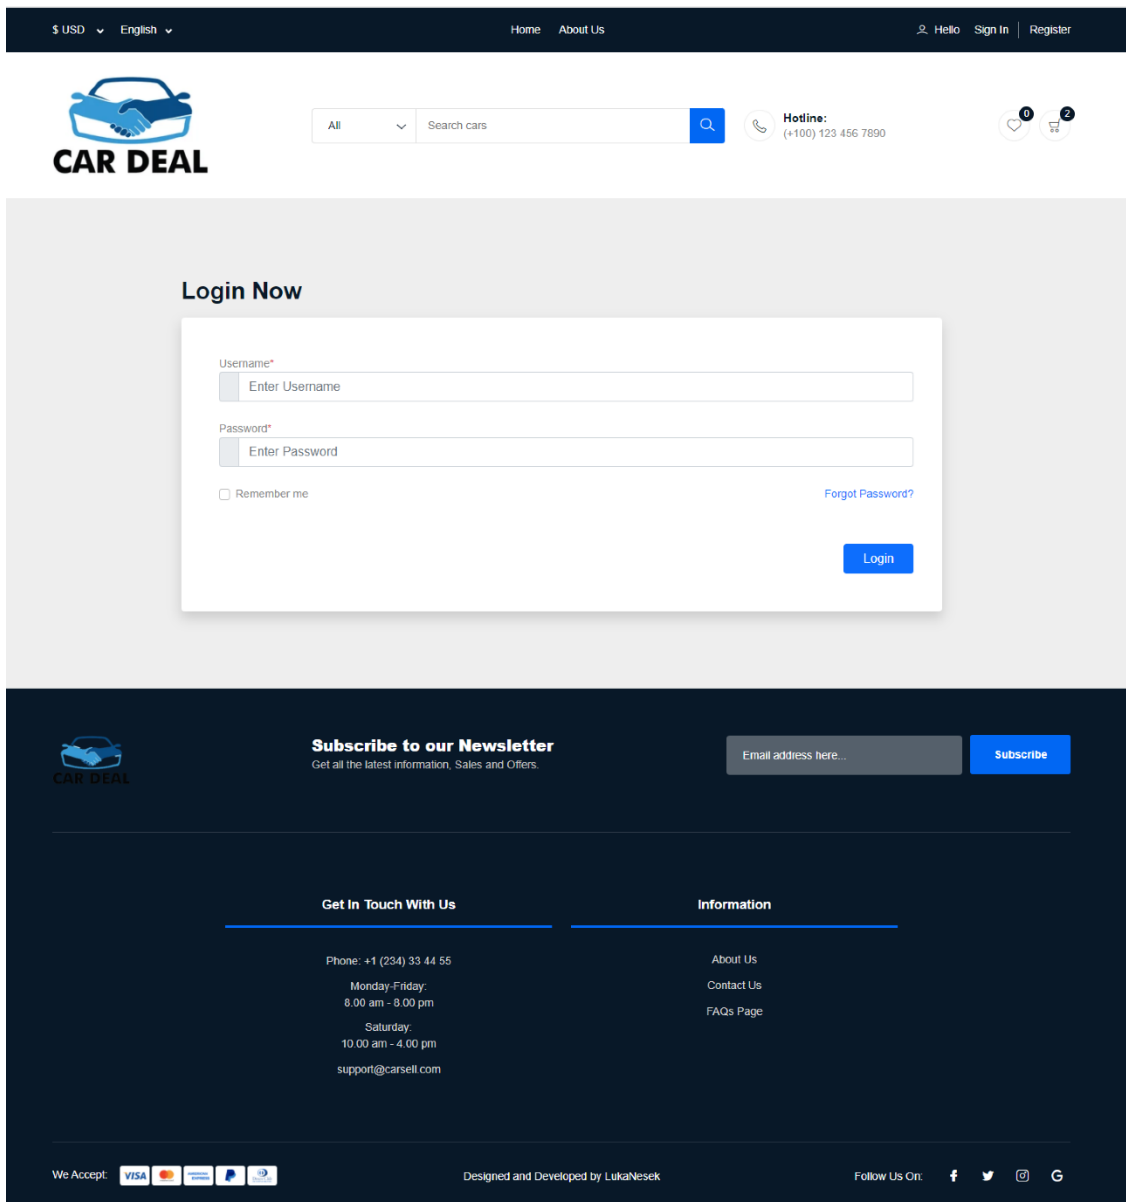 $ USD English Home About Us Hello Sign In Register
CAR DEAL
All Search cars
Hotline:
(+100) 123 456 7890
0 2
Login Now
Username*
Enter Username
Password*
Enter Password
Remember me Forgot Password?
Login
CAR DEAL
Subscribe to our Newsletter
Get all the latest information, Sales and Offers.
Email address here...
Subscribe
Get In Touch With Us
Phone: +1 (234) 33 44 55
Monday-Friday:
8.00 am - 8.00 pm
Saturday:
10.00 am - 4.00 pm
support@carsell.com
Information
About Us
Contact Us
FAQs Page
We Accept: VISA Designed and Developed by LukaNesek Follow Us On: